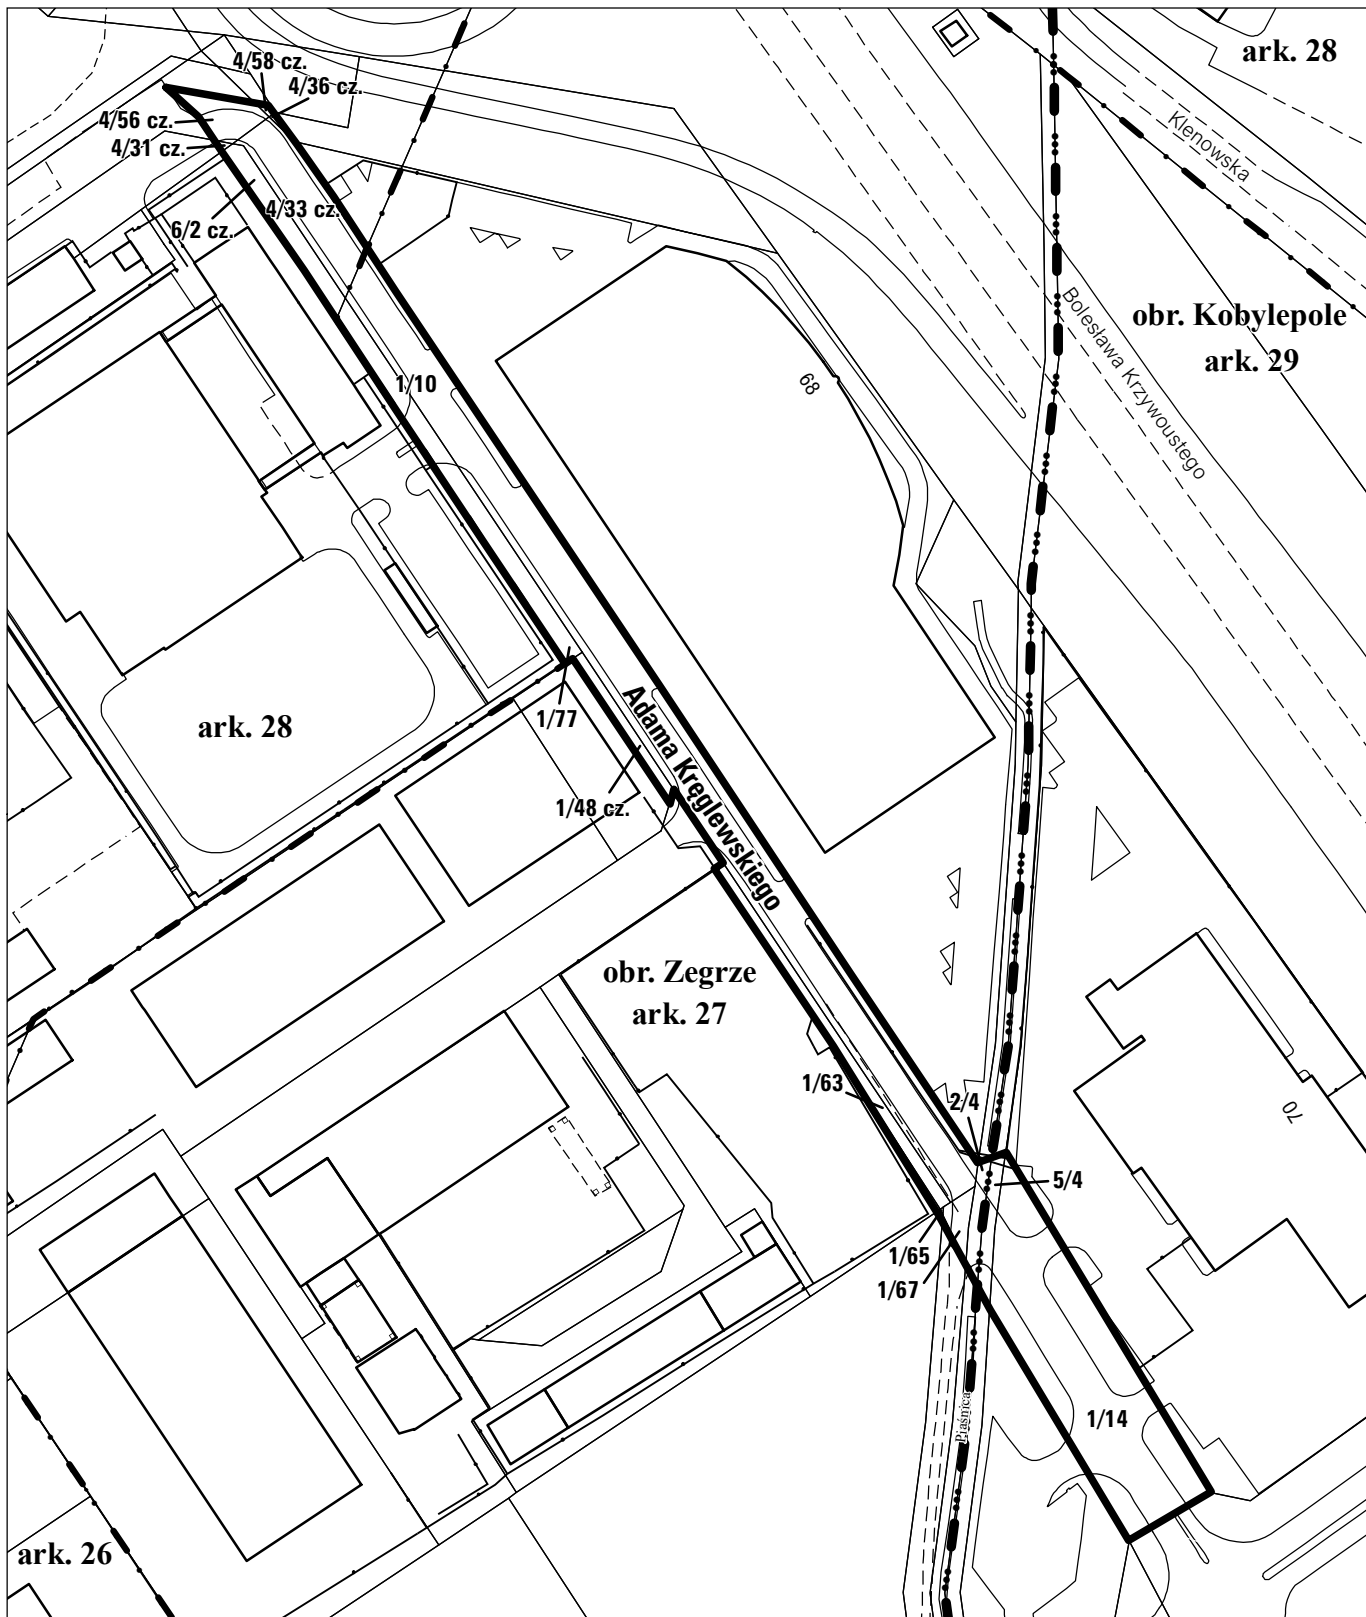 ark. 28
4/58 cz.
4/36 cz.
4/56 cz.
4/31 cz.
Klenowska
4/33 cz.
6/2 cz.
obr. Kobylepole
ark. 29
Bolesława Krzywoustego
1/10
68
ark. 28
1/77
Adama Kręglewskiego
1/48 cz.
obr. Żegrze
ark. 27
1/63
2/4
70
5/4
1/65
1/67
Piaśnica
1/14
ark. 26